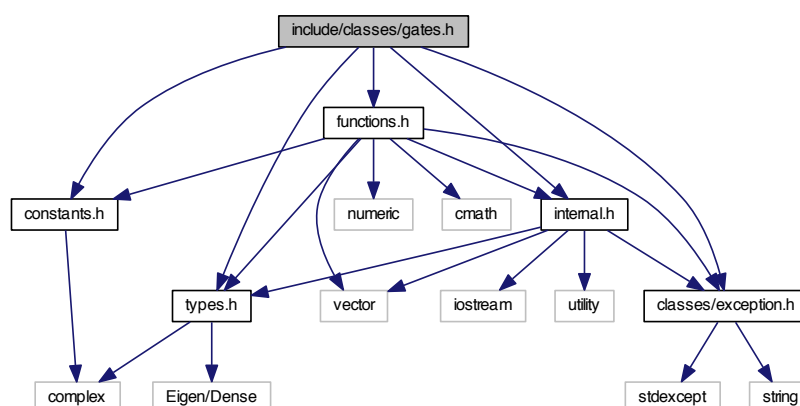 include/classes/gates.h
functions.h
constants.h
numeric
cmath
internal.h
types.h
vector
iostream
utility
classes/exception.h
complex
Eigen/Dense
stdexcept
string